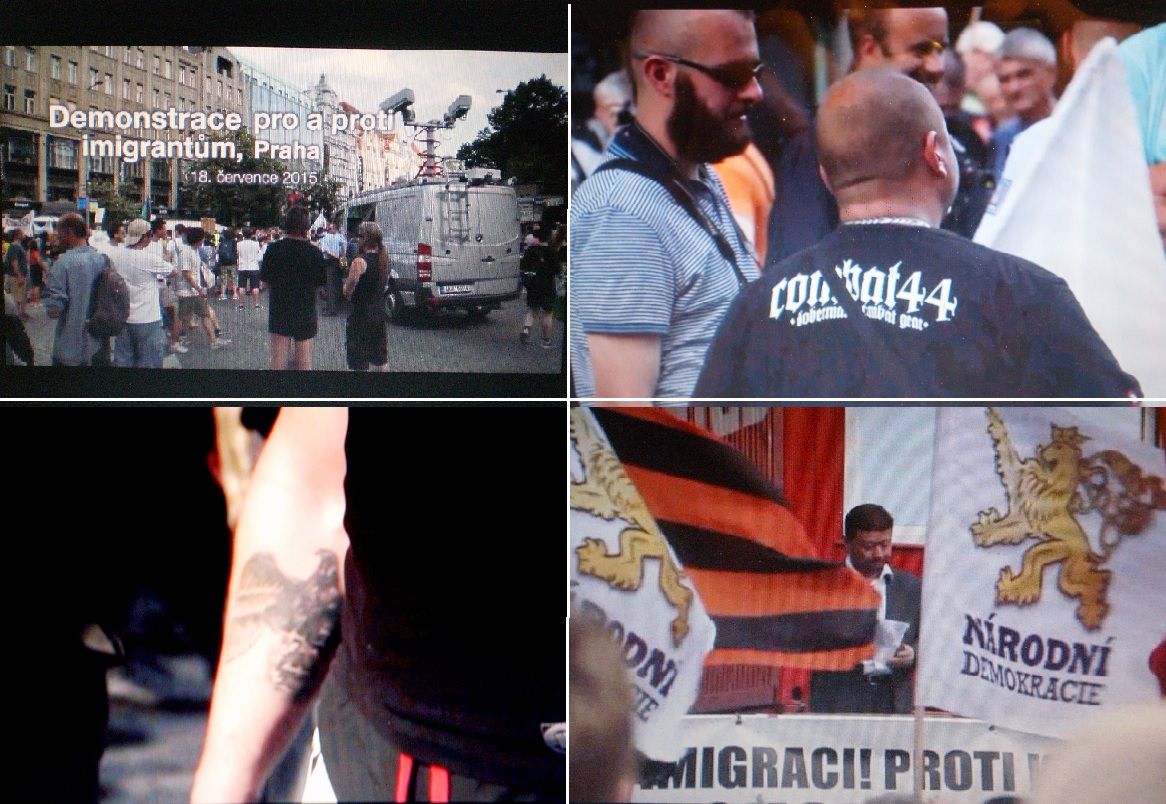 Demonstrace pro a proti
imigrantům, Praha
18. července 2015
combat44
NÁRODNÍ
DEMOKRACIE
MIGRACI! PROTI